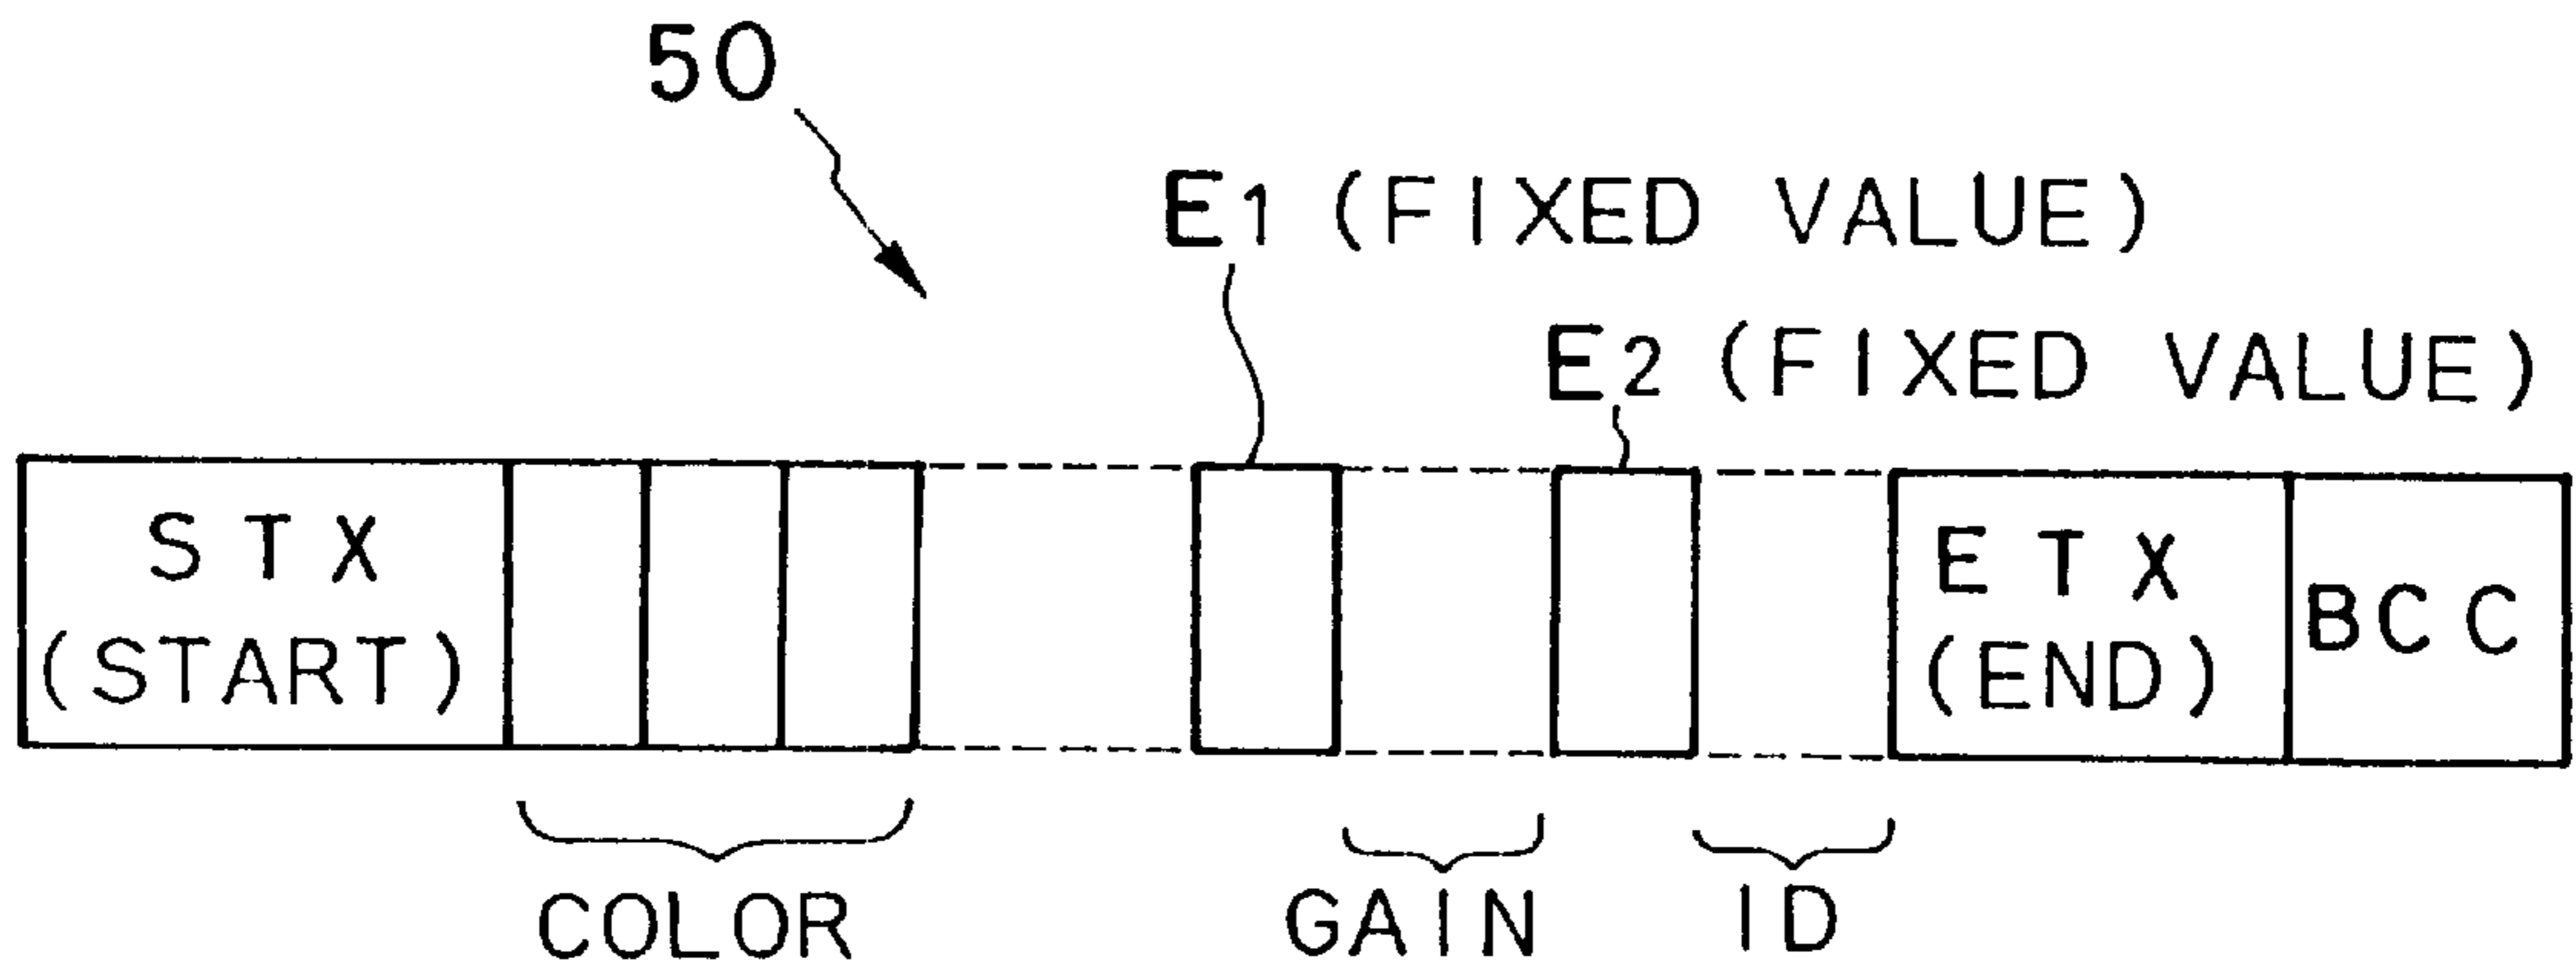 50
E1 (FIXED VALUE)
E2 (FIXED VALUE)
STX
(START)
ETX
(END)
BCC
COLOR
GAIN
ID